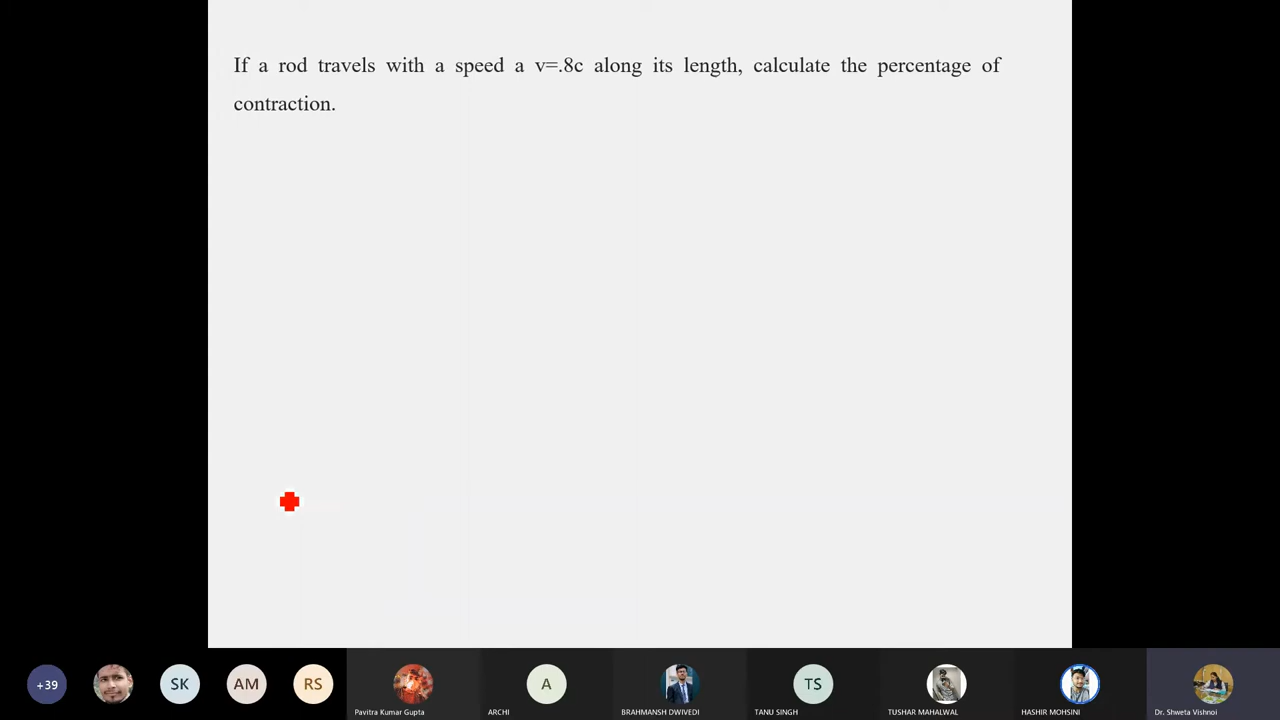 If a rod travels with a speed a v=.8c along its length, calculate the percentage of
contraction.
+39
SK
AM
RS
Pavitra Kumar Gupta
A
ARCHI
BRAHMANSH DWIVEDI
TS
TANU SINGH
TUSHAR MAHALWAL
HASHIR MOHSINI
Dr. Shweta Vishnoi